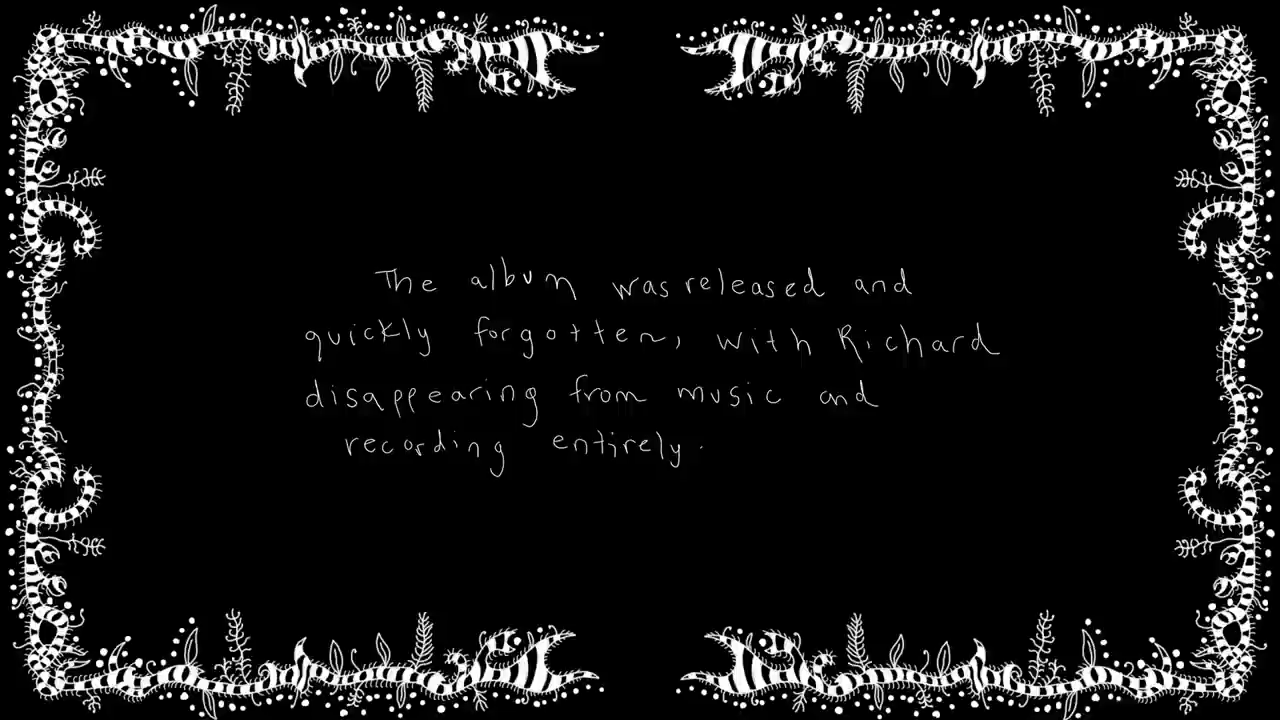 The album was released and
quickly forgotten, with Richard
disappearing from music and
recording entirely.